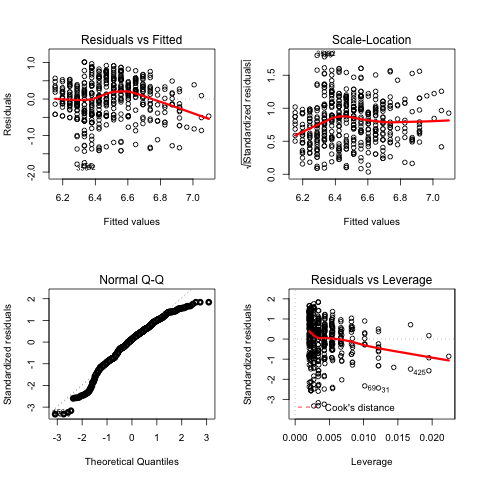 Residuals vs Fitted
Residuals
1.0
0.0
-1.0
-2.0
6.2 6.4 6.6 6.8 7.0
Fitted values
Scale-Location
√|Standardized residuals|
1.5
1.0
0.5
0.0
6.2 6.4 6.6 6.8 7.0
Fitted values
Normal Q-Q
Standardized residuals
2
1
0
-1
-2
-3
-3 -2 -1 0 1 2 3
Theoretical Quantiles
Residuals vs Leverage
Standardized residuals
2
1
0
-1
-2
-3
425
690
31
Cook's distance
0.000 0.005 0.010 0.015 0.020
Leverage